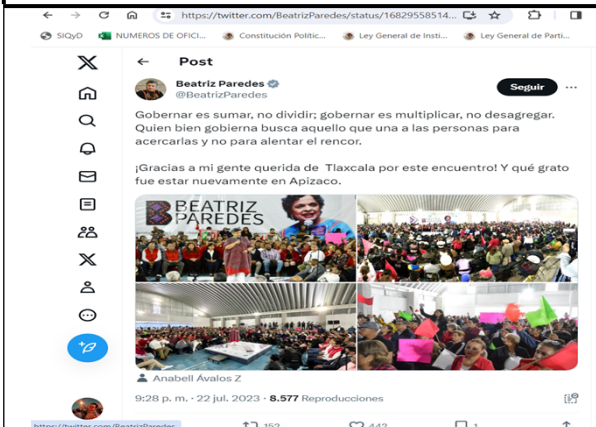 https://twitter.com/BeatrizParedes/status/16829558514...
SIQyD NUMEROS DE OFICI... Constitución Polític... Ley General de Insti... Ley General de Parti...
Post
Beatriz Paredes
@BeatrizParedes
Seguir
Gobernar es sumar, no dividir; gobernar es multiplicar, no desagregar.
Quien bien gobierna busca aquello que una a las personas para
acercarlas y no para alentar el rencor.
¡Gracias a mi gente querida de Tlaxcala por este encuentro! Y qué grato
fue estar nuevamente en Apizaco.
BEATRIZ
PAREDES
Anabell Ávalos Z
9:28 p. m. · 22 jul. 2023 · 8.577 Reproducciones
https://twitter.com/BeatrizParedes
152 442 1